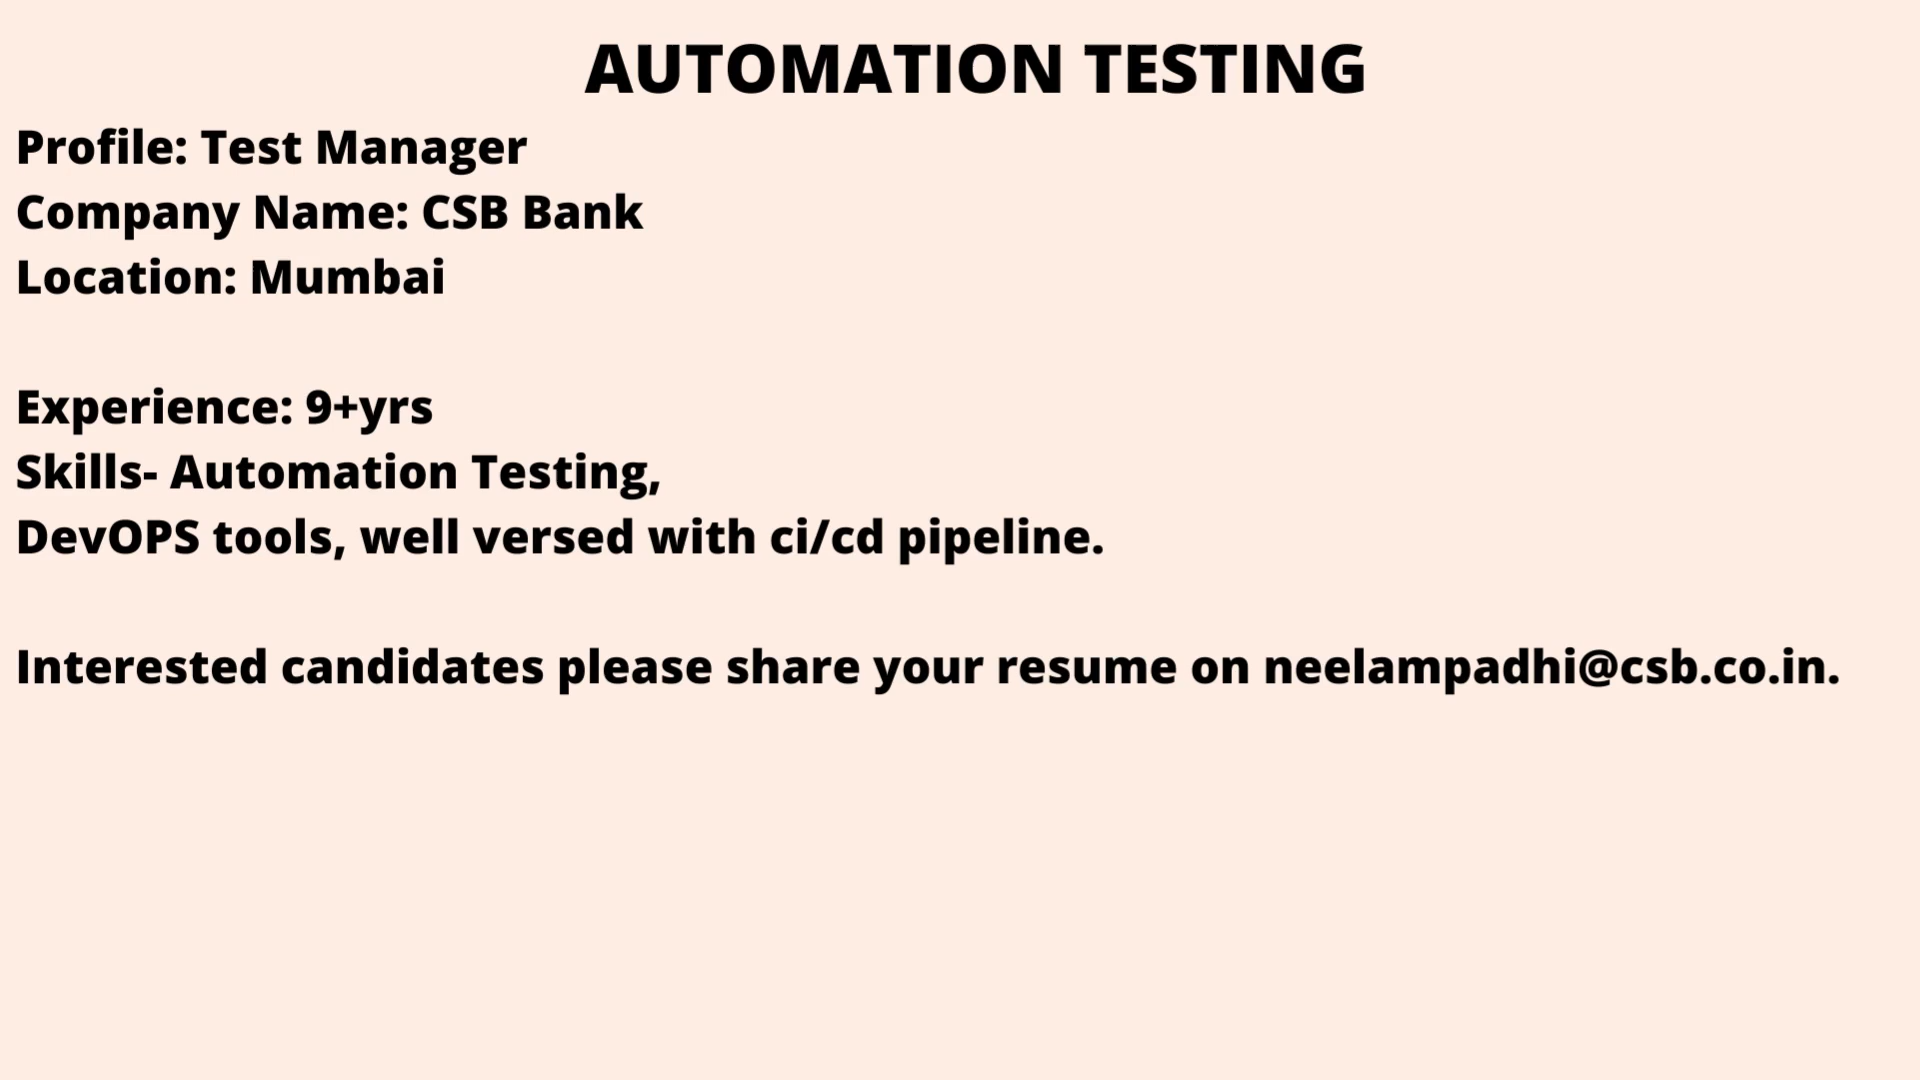 AUTOMATION TESTING
Profile: Test Manager
Company Name: CSB Bank
Location: Mumbai
Experience: 9+yrs
Skills- Automation Testing,
DevOPS tools, well versed with ci/cd pipeline.
Interested candidates please share your resume on neelampadhi@csb.co.in.